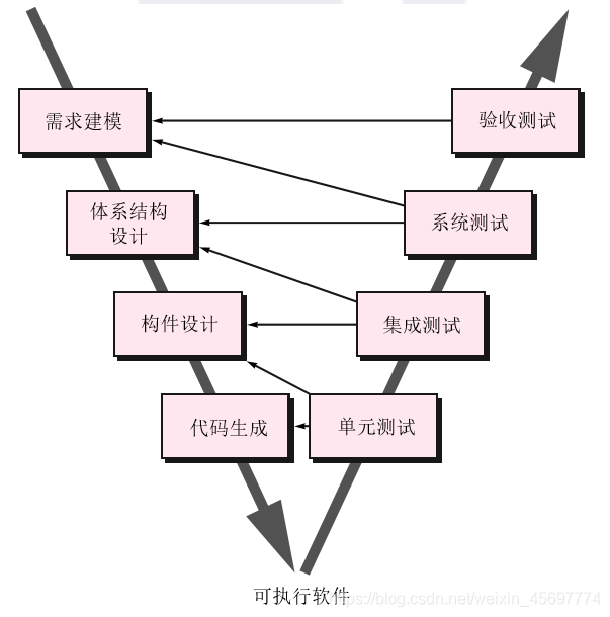 需求建模
验收测试
体系结构
设计
系统测试
构件设计
集成测试
代码生成
单元测试
可执行软件
https://blog.csdn.net/weixin_45697774